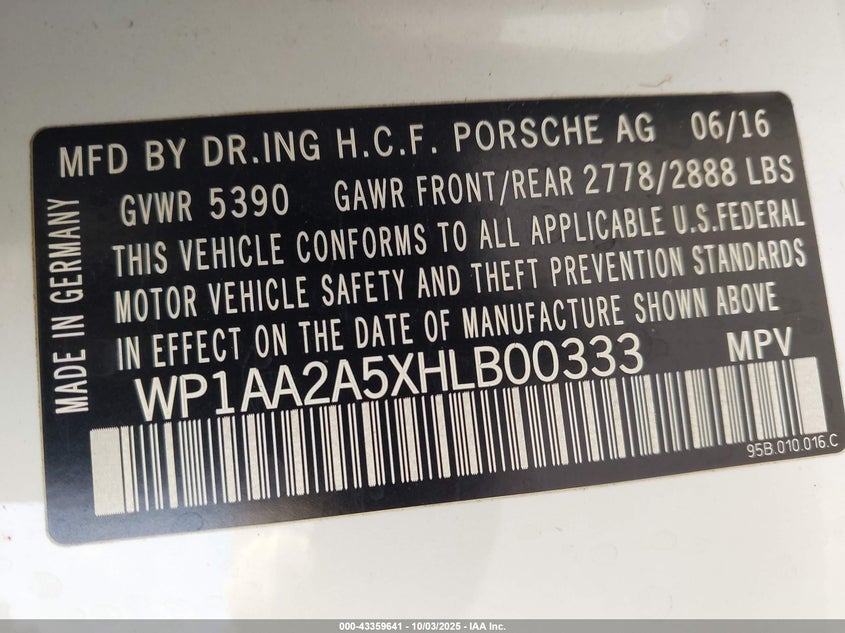 MFD BY DR.ING H.C.F. PORSCHE AG 06/16
GVWR 5390 GAWR FRONT/REAR 2778/2888 LBS
THIS VEHICLE CONFORMS TO ALL APPLICABLE U.S.FEDERAL
MOTOR VEHICLE SAFETY AND THEFT PREVENTION STANDARDS
IN EFFECT ON THE DATE OF MANUFACTURE SHOWN ABOVE
WP1AA2A5XHLB00333 MPV
95B.010.016.C
MADE IN GERMANY
000-43359641 - 10/03/2025 - IAA Inc.